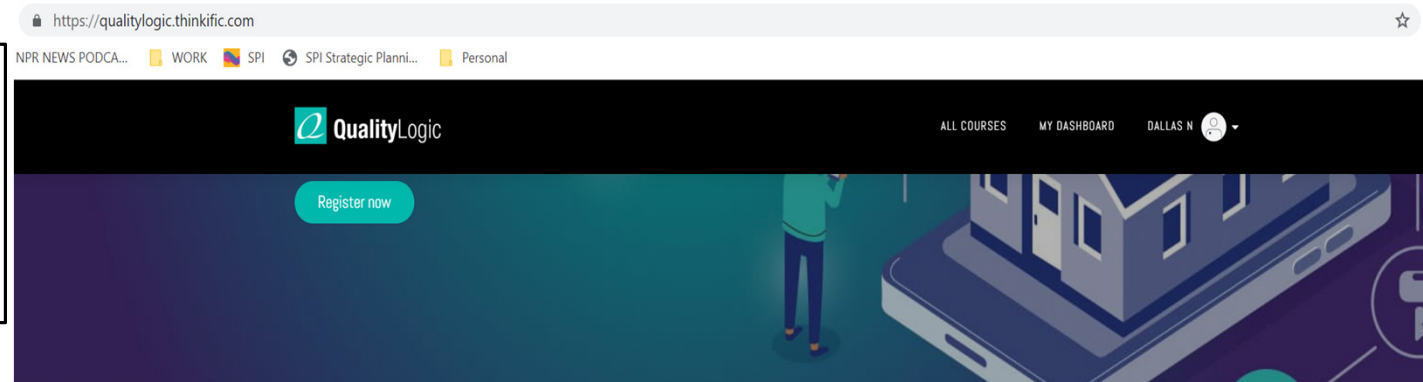 https://qualitylogic.thinkific.com
NPR NEWS PODCA... WORK SPI SPI Strategic Planni... Personal
QualityLogic ALL COURSES MY DASHBOARD DALLAS N
Register now